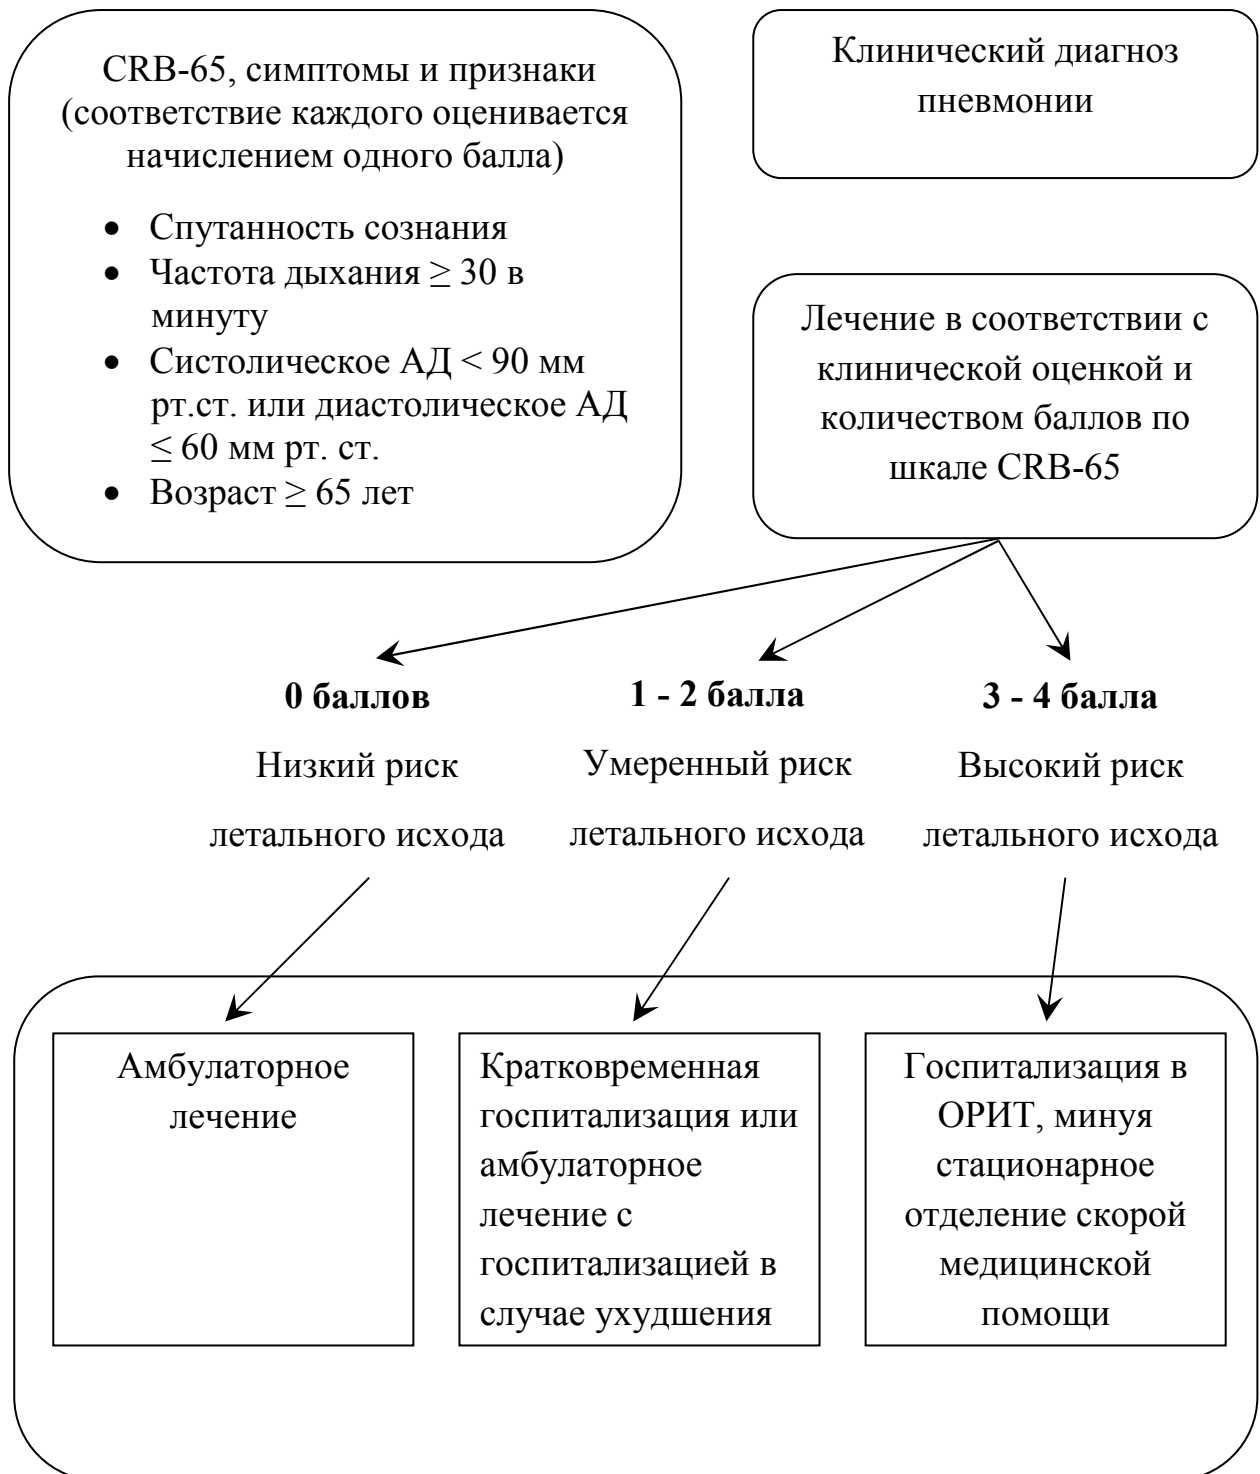 CRB-65, симптомы и признаки
(соответствие каждого оценивается
начислением одного балла)
• Спутанность сознания
• Частота дыхания ≥ 30 в
минуту
• Систолическое АД < 90 мм
рт.ст. или диастолическое АД
≤ 60 мм рт. ст.
• Возраст ≥ 65 лет
Клинический диагноз
пневмонии
Лечение в соответствии с
клинической оценкой и
количеством баллов по
шкале CRB-65
0 баллов
Низкий риск
летального исхода
1 - 2 балла
Умеренный риск
летального исхода
3 - 4 балла
Высокий риск
летального исхода
Амбулаторное
лечение
Кратковременная
госпитализация или
амбулаторное
лечение с
госпитализацией в
случае ухудшения
Госпитализация в
ОРИТ, минуя
стационарное
отделение скорой
медицинской
помощи